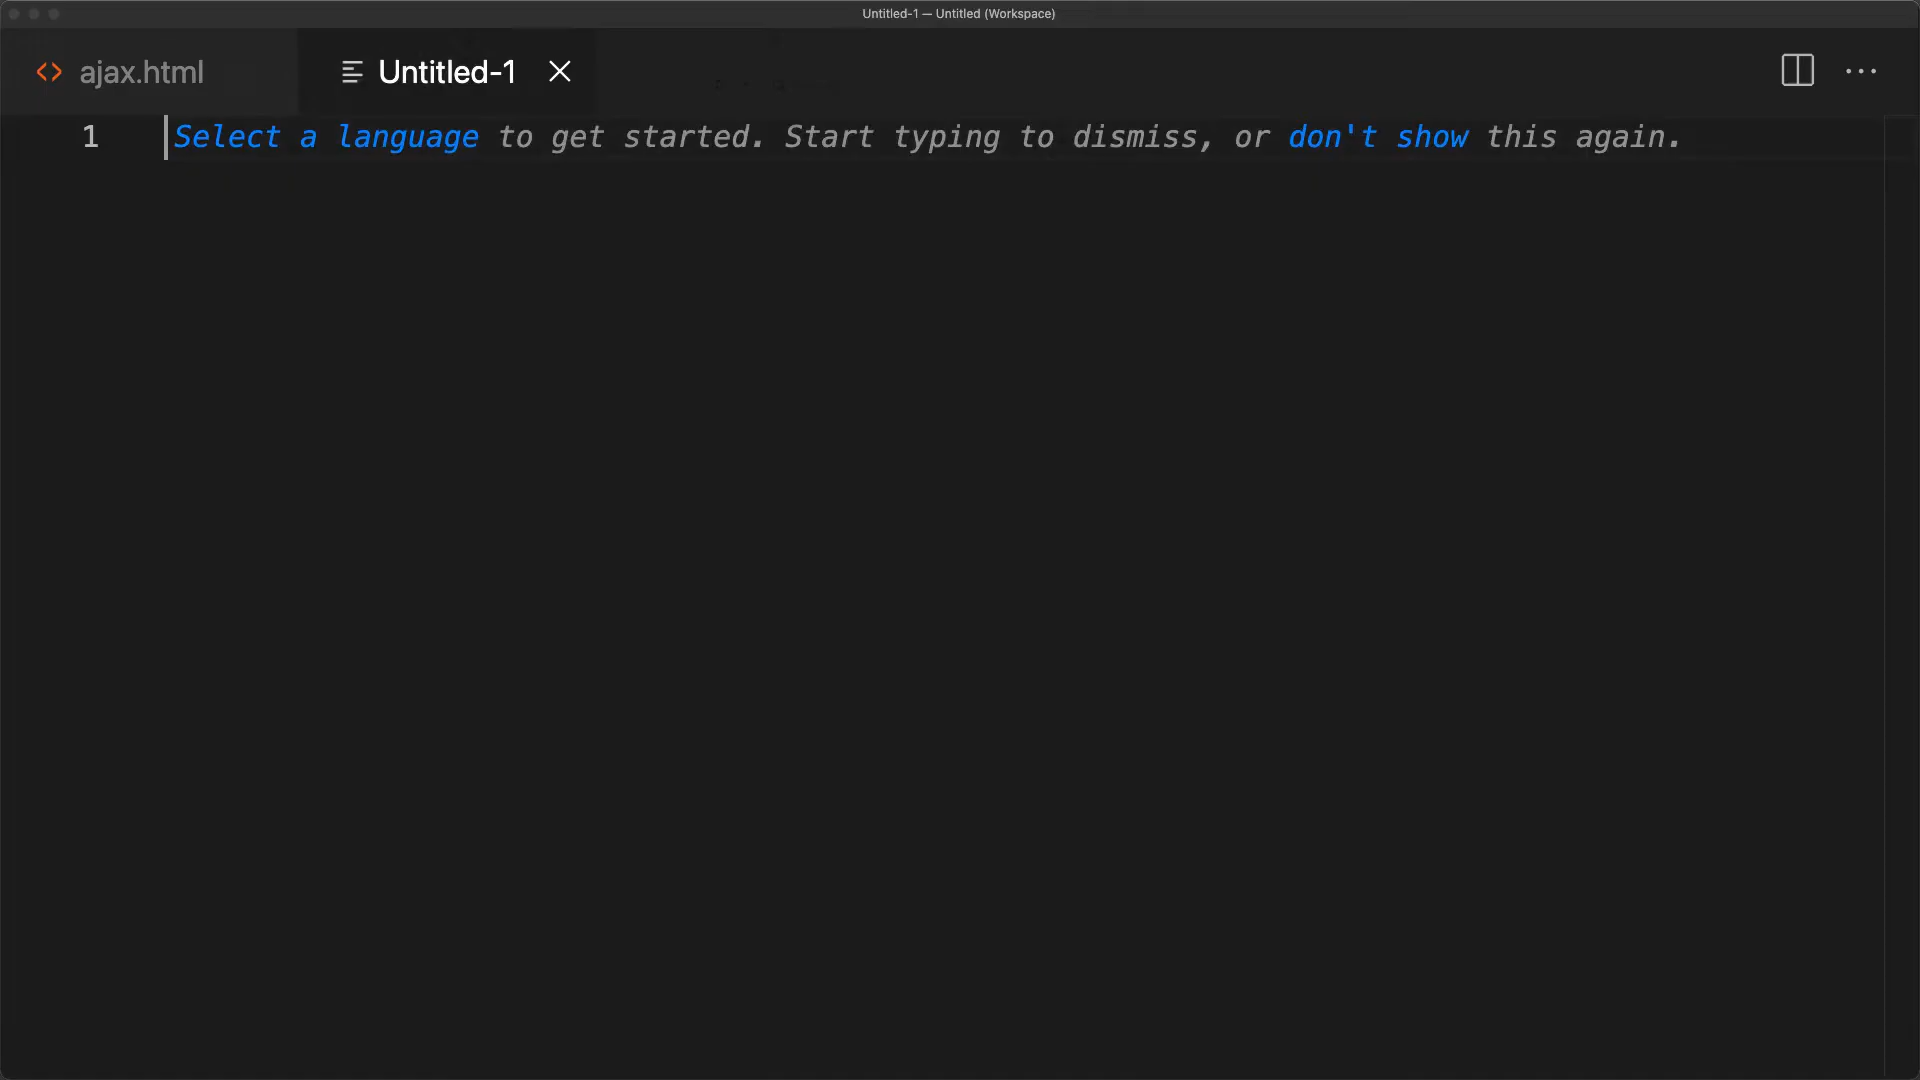 Untitled-1 — Untitled (Workspace)
ajax.html
Untitled-1
1
Select a language to get started. Start typing to dismiss, or don't show this again.